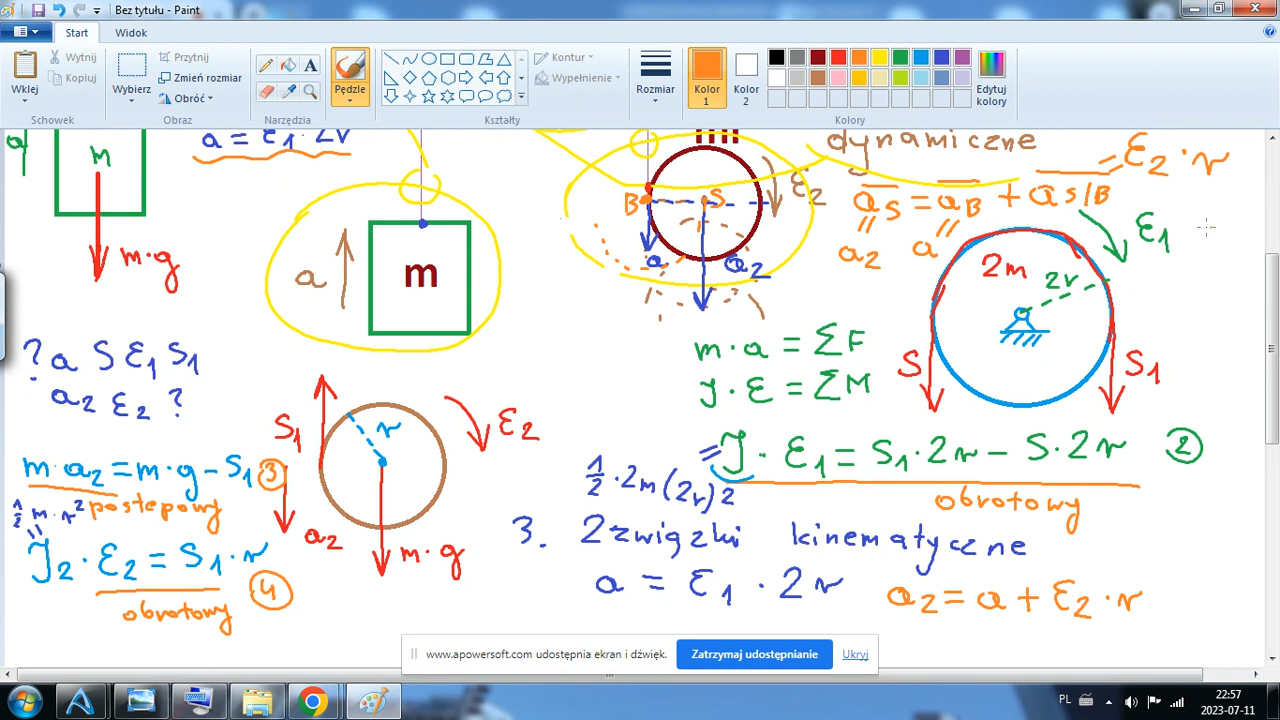 Bez tytułu - Paint
Start
Widok
Wklej
Wytnij
Kopiuj
Schowek
Wybierz
Przytnij
Zmień rozmiar
Obróć
Obraz
Narzędzia
Pędzle
Kontur
Wypełnienie
Kształty
Rozmiar
Kolor 1
Kolor 2
Edytuj kolory
Kolory
a
m
m·g
a = ε1 · 2r
a
m
B
S
ε2
a
a2
dynamiczne
= ε2 · r
aS = aB + aS/B
a2
a
2m
2r
ε1
S
S1
? a S ε1 S1
a2 ε2 ?
m·a = ΣF
J·ε = ΣM
S1
r
ε2
a2
m·g
m·a2 = m·g - S1 3
postępowy
1/2 m·r2
J2 · ε2 = S1 · r
obrotowy 4
J · ε1 = S1·2r - S·2r 2
1/2·2m(2r)2
obrotowy
3. 2 związki kinematyczne
a = ε1 · 2r
a2 = a + ε2 · r
www.apowersoft.com udostępnia ekran i dźwięk.
Zatrzymaj udostępnianie
Ukryj
PL
22:57
2023-07-11